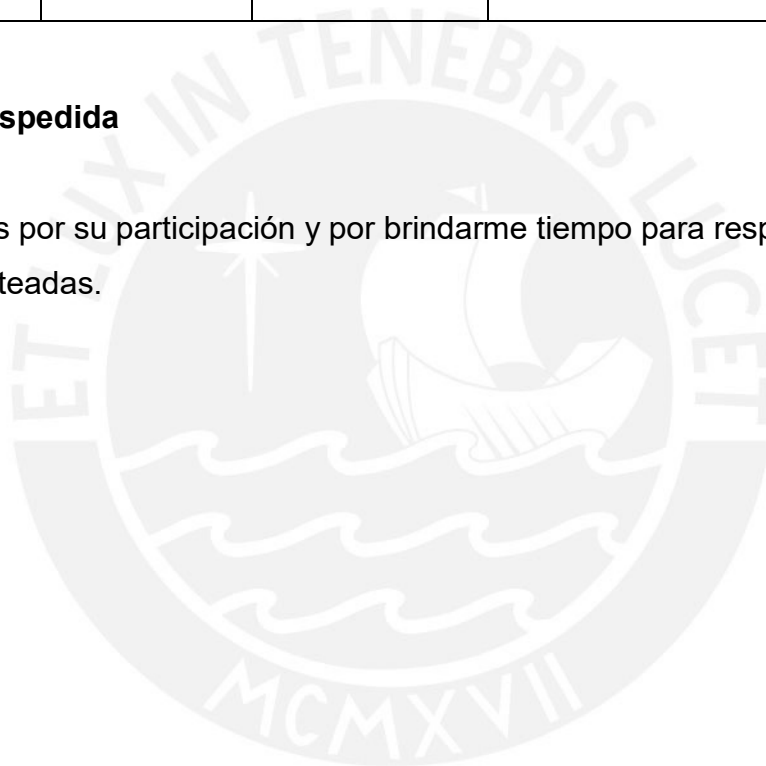 spedida
s por su participación y por brindarme tiempo para resp
teadas.
ET LUX IN TENEBRIS LUCET
MCMXVII